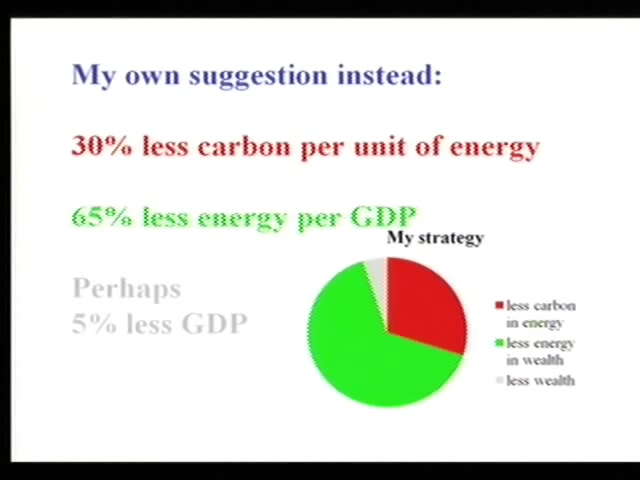 My own suggestion instead:
30% less carbon per unit of energy
65% less energy per GDP
My strategy
Perhaps
5% less GDP
less carbon
in energy
less energy
in wealth
less wealth